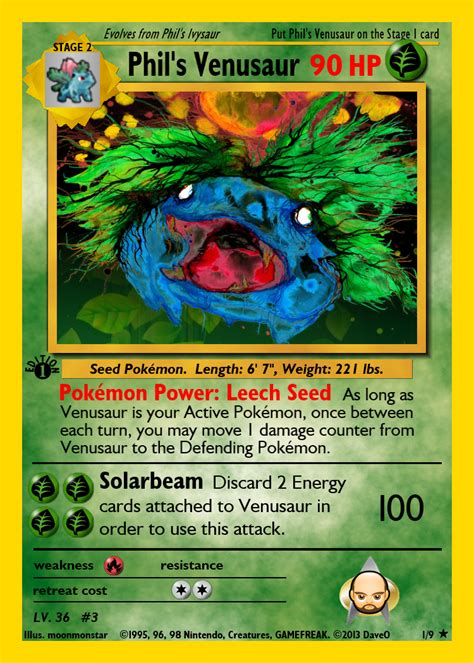 Evolves from Phil's Ivysaur
Put Phil's Venusaur on the Stage 1 card
STAGE 2
Phil's Venusaur 90 HP
Seed Pokémon. Length: 6' 7", Weight: 221 lbs.
EDITION
1
Pokémon Power: Leech Seed As long as
Venusaur is your Active Pokémon, once between
each turn, you may move 1 damage counter from
Venusaur to the Defending Pokémon.
Solarbeam Discard 2 Energy
cards attached to Venusaur in
order to use this attack.
100
weakness
resistance
retreat cost
LV. 36 #3
Illus. moonmonstar ©1995, 96, 98 Nintendo, Creatures, GAMEFREAK. ©2013 DaveO 1/9